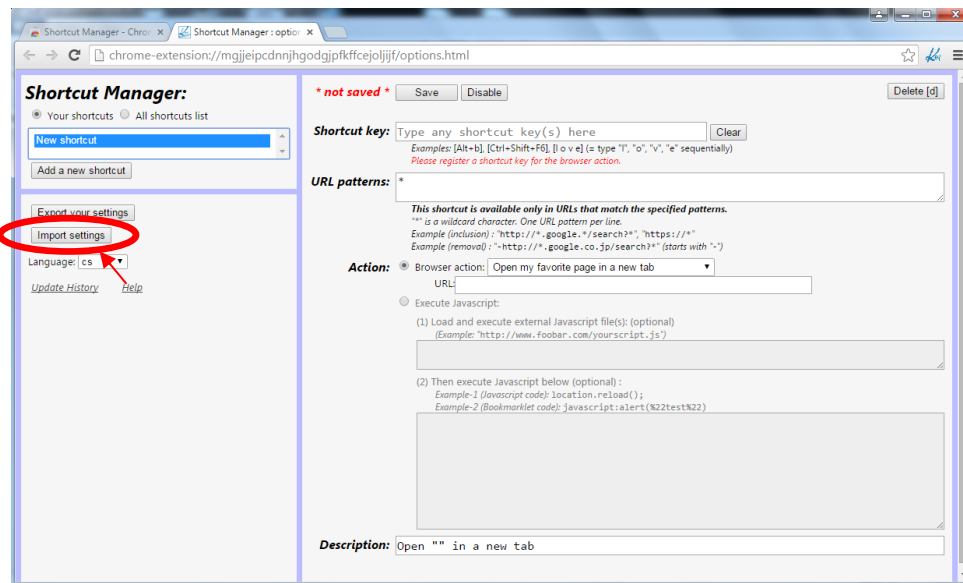 Shortcut Manager - Chro
Shortcut Manager : option
chrome-extension://mgjjeipcdnnjhgodgjpfkffcejoljijf/options.html
Shortcut Manager:
Your shortcuts
All shortcuts list
New shortcut
Add a new shortcut
Export your settings
Import settings
Language: cs
Update History
Help
* not saved *
Save
Disable
Delete [d]
Shortcut key:
Type any shortcut key(s) here
Clear
Examples: [Alt+b], [Ctrl+Shift+F6], [l o v e] (= type "l", "o", "v", "e" sequentially)
Please register a shortcut key for the browser action.
URL patterns:
*
This shortcut is available only in URLs that match the specified patterns.
"*" is a wildcard character. One URL pattern per line.
Example (inclusion) : "http://*.google.*/search?*", "https://*"
Example (removal) : "-http://*.google.co.jp/search?*" (starts with "-")
Action:
Browser action:
Open my favorite page in a new tab
URL:
Execute Javascript:
(1) Load and execute external Javascript file(s): (optional)
(Example: "http://www.foobar.com/yourscript.js")
(2) Then execute Javascript below (optional) :
Example-1 (Javascript code): location.reload();
Example-2 (Bookmarklet code): javascript:alert(%22test%22)
Description:
Open "" in a new tab